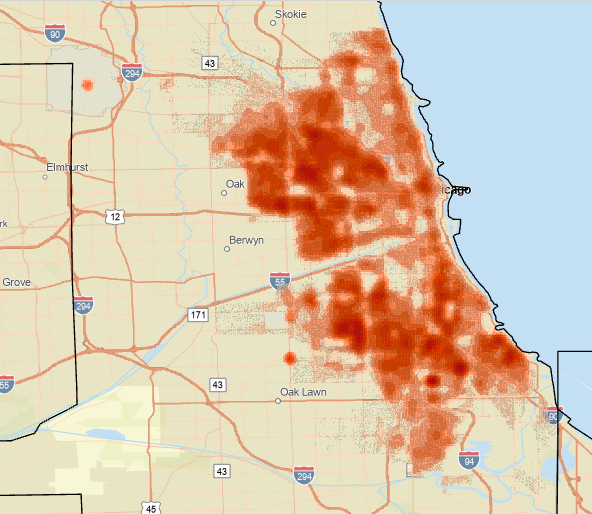 Skokie
90
43
294
Elmhurst
Oak
icago
rk
12
Berwyn
Grove
55
294
171
43
55
Oak Lawn
90
94
43
294
45